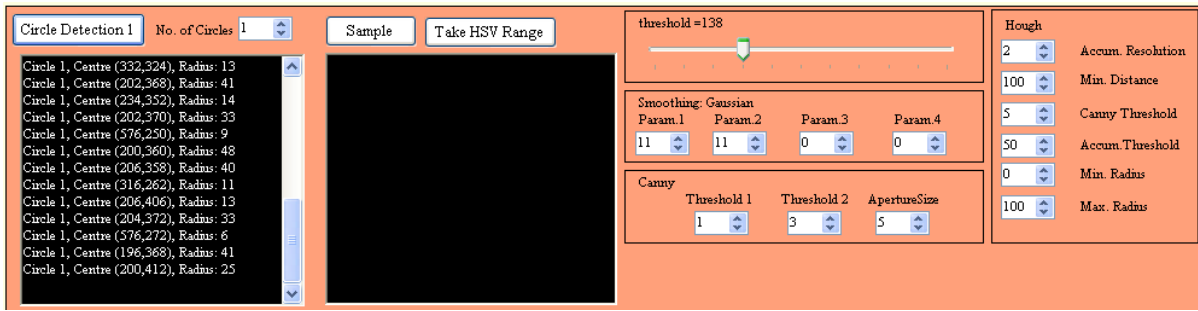 Circle Detection 1
No. of Circles 1
Circle 1, Centre (332,324), Radius: 13
Circle 1, Centre (202,368), Radius: 41
Circle 1, Centre (234,352), Radius: 14
Circle 1, Centre (202,370), Radius: 33
Circle 1, Centre (576,250), Radius: 9
Circle 1, Centre (200,360), Radius: 48
Circle 1, Centre (206,358), Radius: 40
Circle 1, Centre (316,262), Radius: 11
Circle 1, Centre (206,406), Radius: 13
Circle 1, Centre (204,372), Radius: 33
Circle 1, Centre (576,272), Radius: 6
Circle 1, Centre (196,368), Radius: 41
Circle 1, Centre (200,412), Radius: 25
Sample
Take HSV Range
threshold =138
Smoothing: Gaussian
Param.1 Param.2 Param.3 Param.4
11 11 0 0
Canny
Threshold 1 Threshold 2 ApertureSize
1 3 5
Hough
2 Accum. Resolution
100 Min. Distance
5 Canny Threshold
50 Accum.Threshold
0 Min. Radius
100 Max. Radius